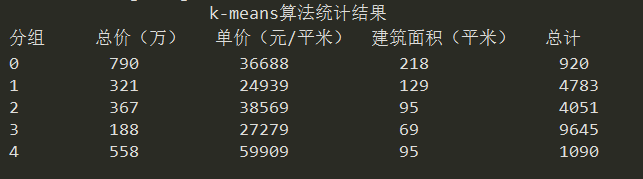 k-means算法统计结果
分组 总价（万） 单价（元/平米） 建筑面积（平米） 总计
0 790 36688 218 920
1 321 24939 129 4783
2 367 38569 95 4051
3 188 27279 69 9645
4 558 59909 95 1090